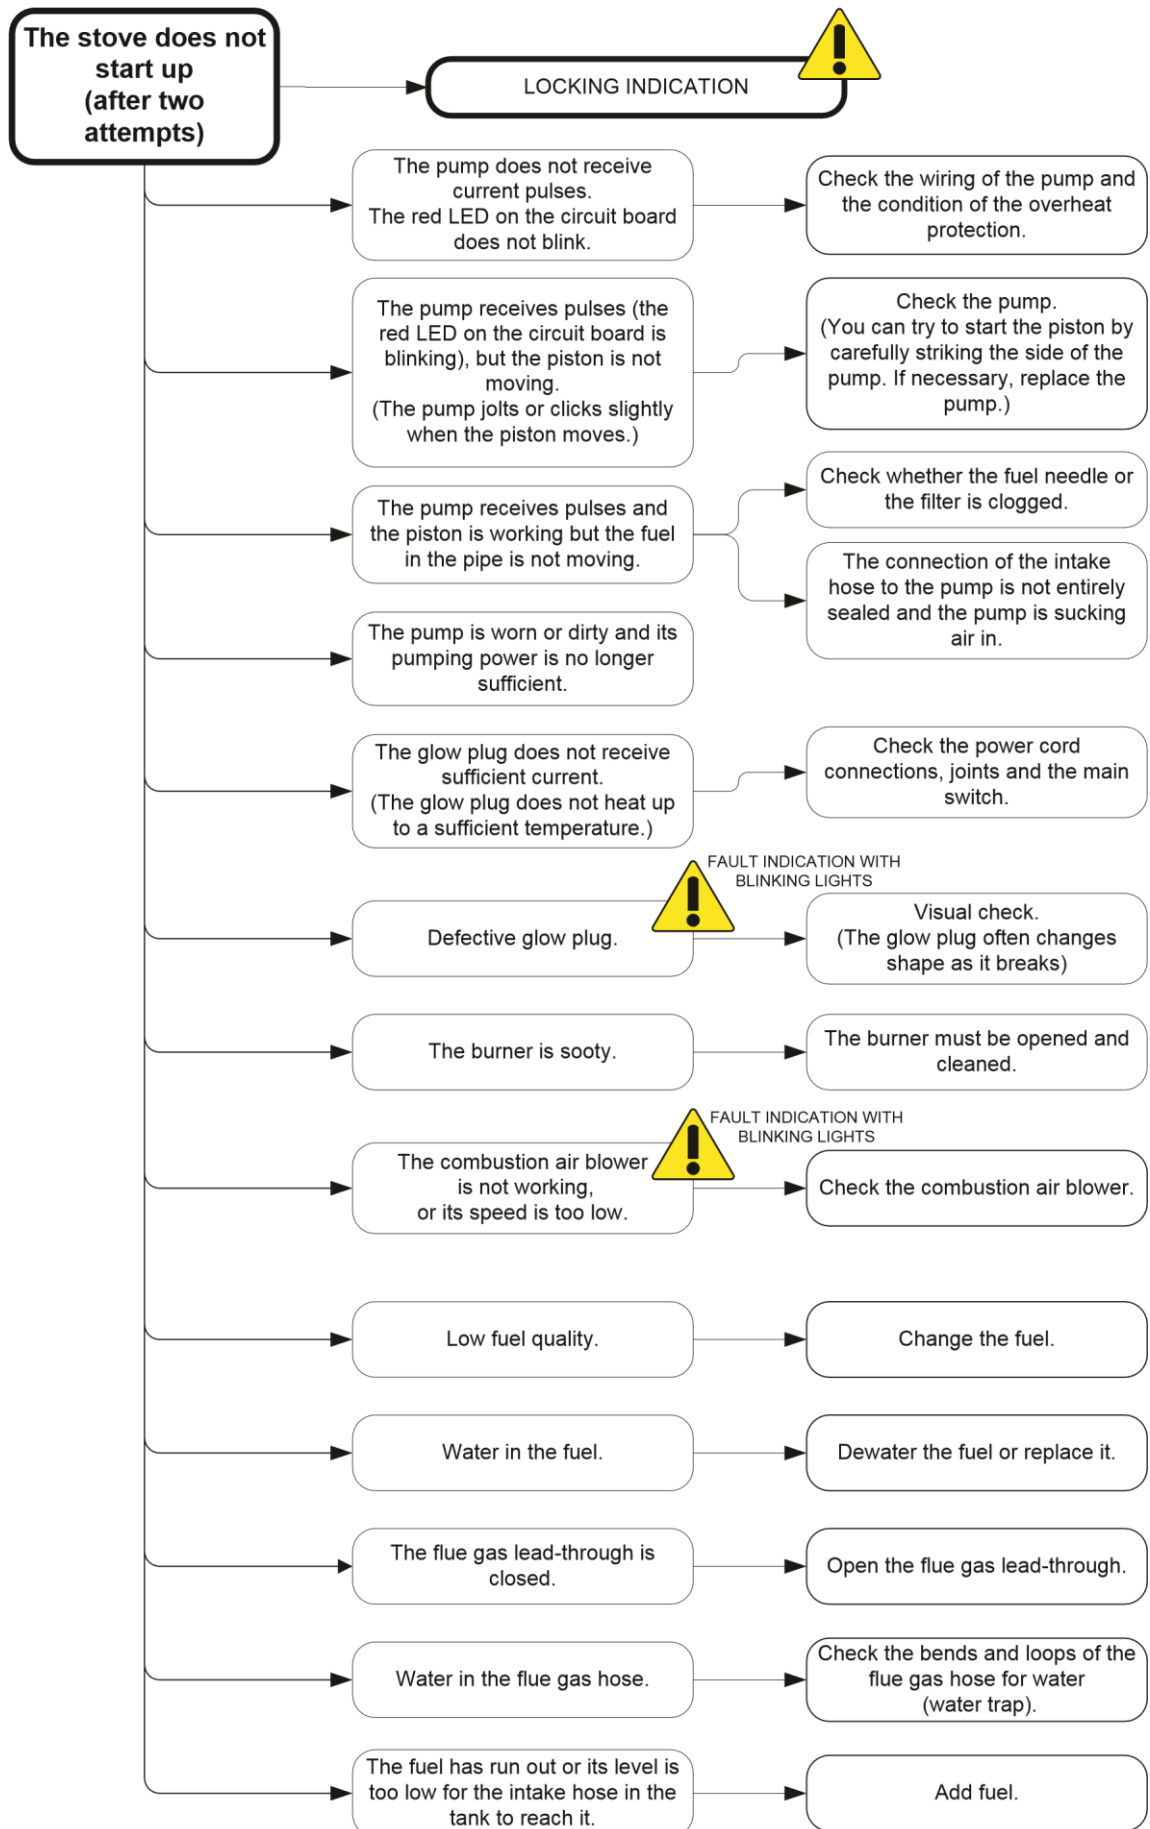 The stove does not
start up
(after two
attempts)
LOCKING INDICATION
The pump does not receive
current pulses.
The red LED on the circuit board
does not blink.
Check the wiring of the pump and
the condition of the overheat
protection.
The pump receives pulses (the
red LED on the circuit board is
blinking), but the piston is not
moving.
(The pump jolts or clicks slightly
when the piston moves.)
Check the pump.
(You can try to start the piston by
carefully striking the side of the
pump. If necessary, replace the
pump.)
The pump receives pulses and
the piston is working but the fuel
in the pipe is not moving.
Check whether the fuel needle or
the filter is clogged.
The connection of the intake
hose to the pump is not entirely
sealed and the pump is sucking
air in.
The pump is worn or dirty and its
pumping power is no longer
sufficient.
The glow plug does not receive
sufficient current.
(The glow plug does not heat up
to a sufficient temperature.)
Check the power cord
connections, joints and the main
switch.
FAULT INDICATION WITH
BLINKING LIGHTS
Defective glow plug.
Visual check.
(The glow plug often changes
shape as it breaks)
The burner is sooty.
The burner must be opened and
cleaned.
FAULT INDICATION WITH
BLINKING LIGHTS
The combustion air blower
is not working,
or its speed is too low.
Check the combustion air blower.
Low fuel quality.
Change the fuel.
Water in the fuel.
Dewater the fuel or replace it.
The flue gas lead-through is
closed.
Open the flue gas lead-through.
Water in the flue gas hose.
Check the bends and loops of the
flue gas hose for water
(water trap).
The fuel has run out or its level is
too low for the intake hose in the
tank to reach it.
Add fuel.